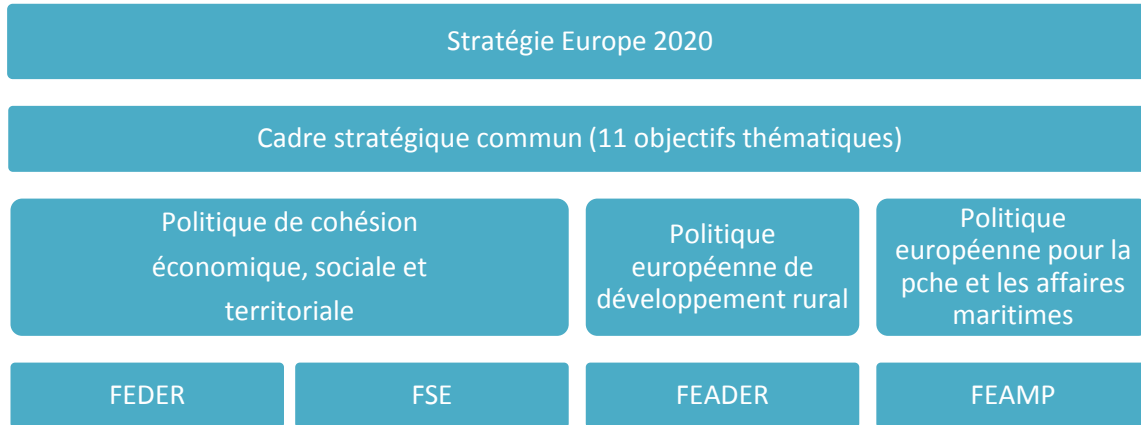 Stratégie Europe 2020
Cadre stratégique commun (11 objectifs thématiques)
Politique de cohésion
économique, sociale et
territoriale
Politique
européenne de
développement rural
Politique
européenne pour la
pche et les affaires
maritimes
FEDER
FSE
FEADER
FEAMP